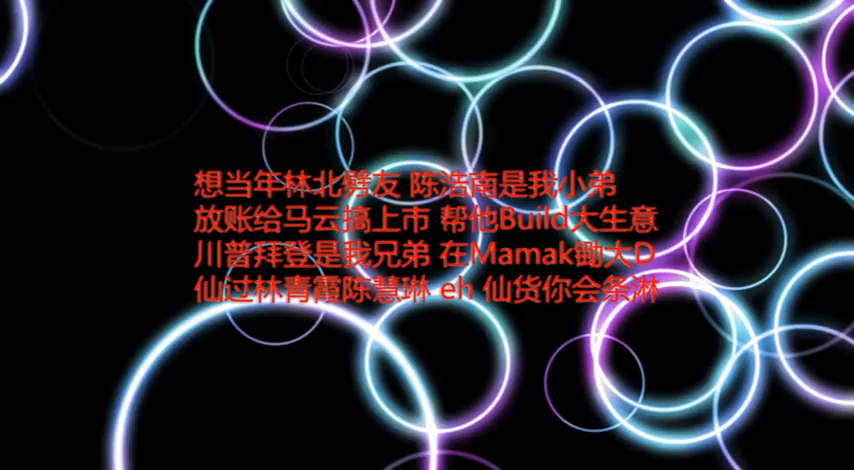 想当年林北劈友 陈浩南是我小弟
放账给马云搞上市 帮他Build大生意
川普拜登是我兄弟 在Mamak锄大D
仙过林青霞陈慧琳 eh 仙货你会条淋